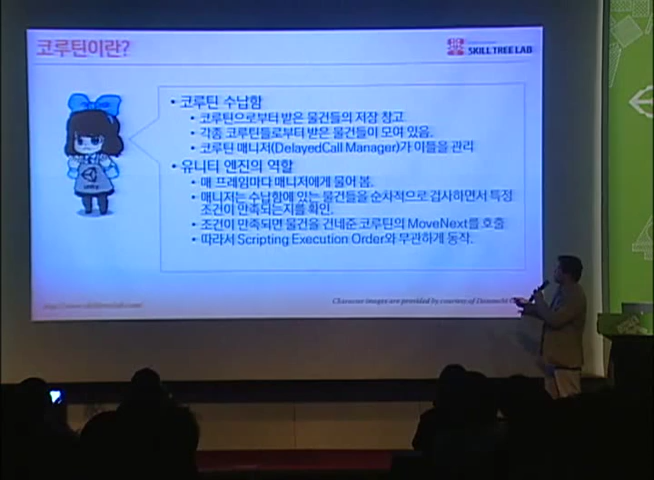 코루틴이란?
SKILL TREE LAB
• 코루틴 수납함
• 코루틴으로부터 받은 물건들의 저장 창고
• 각종 코루틴들로부터 받은 물건들이 모여 있음.
• 코루틴 매니저(DelayedCall Manager)가 이들을 관리
• 유니티 엔진의 역할
• 매 프레임마다 매니저에게 물어 봄.
• 매니저는 수납함에 있는 물건들을 순차적으로 검사하면서 특정
조건이 만족되는지를 확인.
• 조건이 만족되면 물건을 건네준 코루틴의 MoveNext를 호출
• 따라서 Scripting Execution Order와 무관하게 동작.
unity
Character images are provided by courtesy of